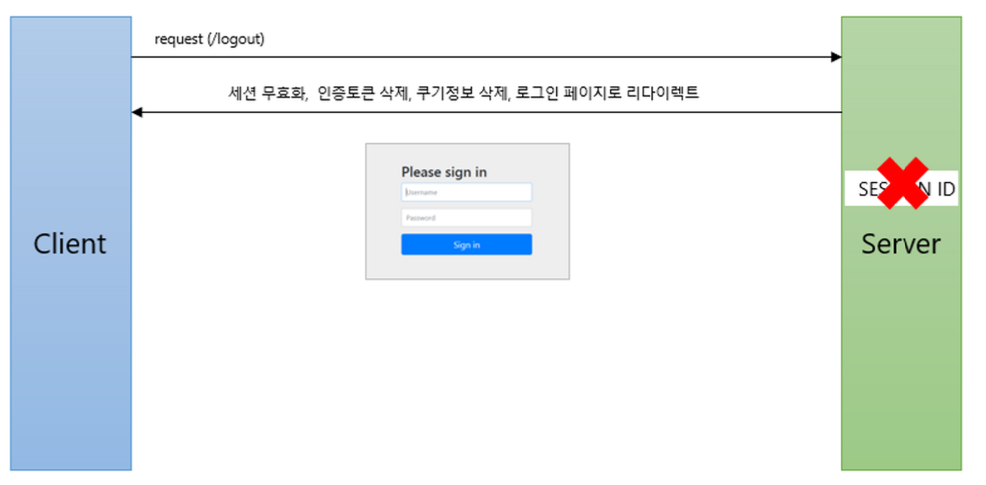 request (/logout)
세션 무효화, 인증토큰 삭제, 쿠기정보 삭제, 로그인 페이지로 리다이렉트
Please sign in
Username
Password
Sign in
ID
Client
Server